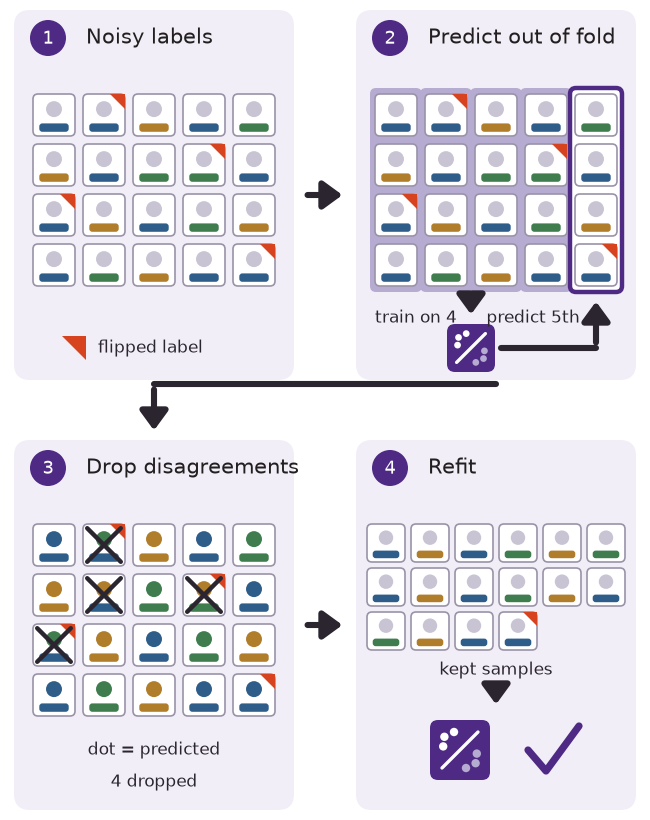 1 Noisy labels
flipped label
2 Predict out of fold
train on 4 predict 5th
3 Drop disagreements
dot = predicted
4 dropped
4 Refit
kept samples